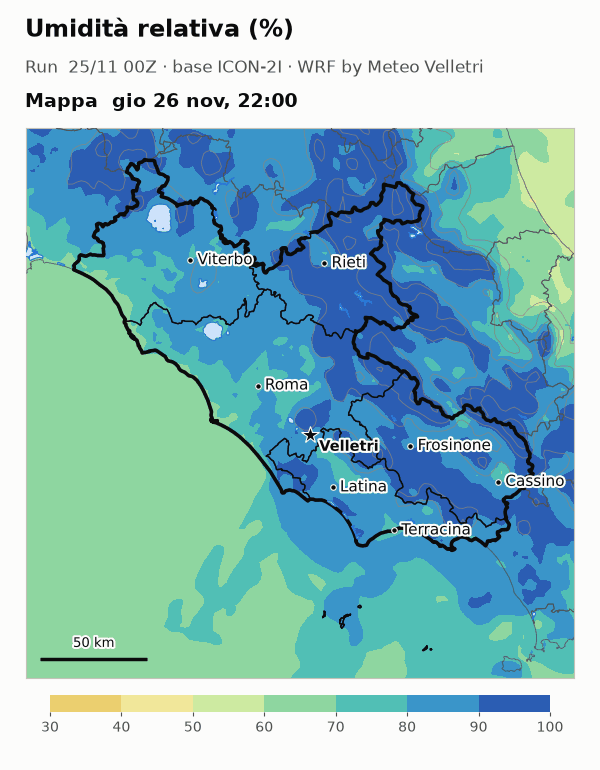 Umidità relativa (%)
Run  25/11 00Z · base ICON-2I · WRF by Meteo Velletri
Mappa  gio 26 nov, 22:00
Viterbo
Rieti
Roma
Velletri
Frosinone
Cassino
Latina
Terracina
50 km
30 40 50 60 70 80 90 100